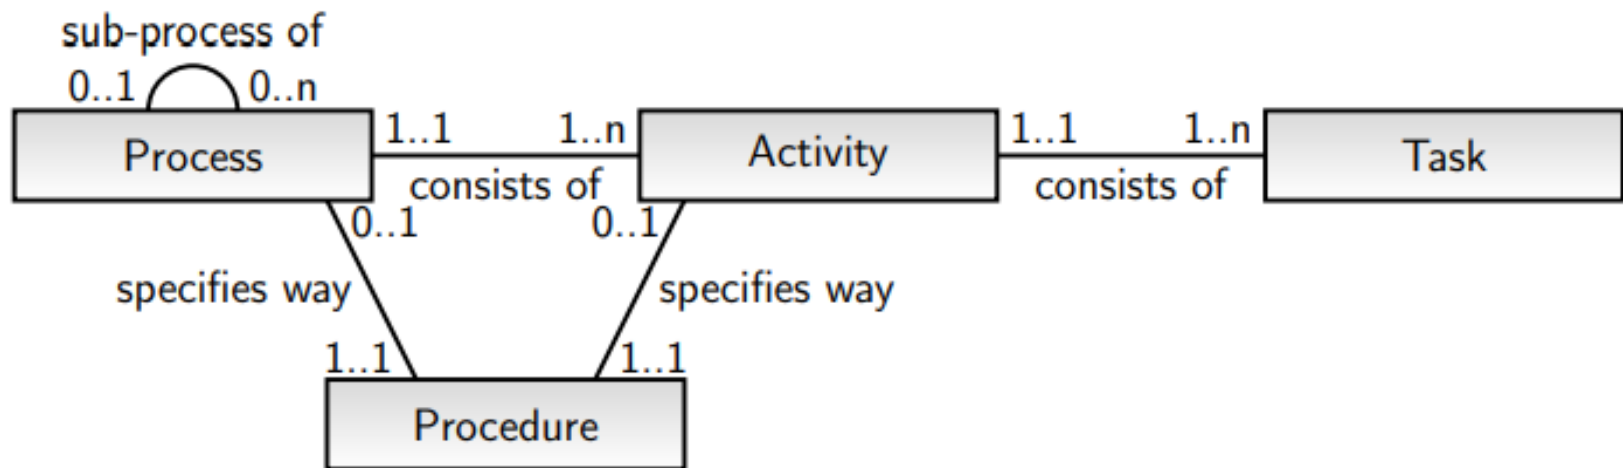 sub-process of
0..1 0..n
Process 1..1 1..n Activity 1..1 1..n Task
consists of consists of
0..1 0..1
specifies way specifies way
1..1 1..1
Procedure